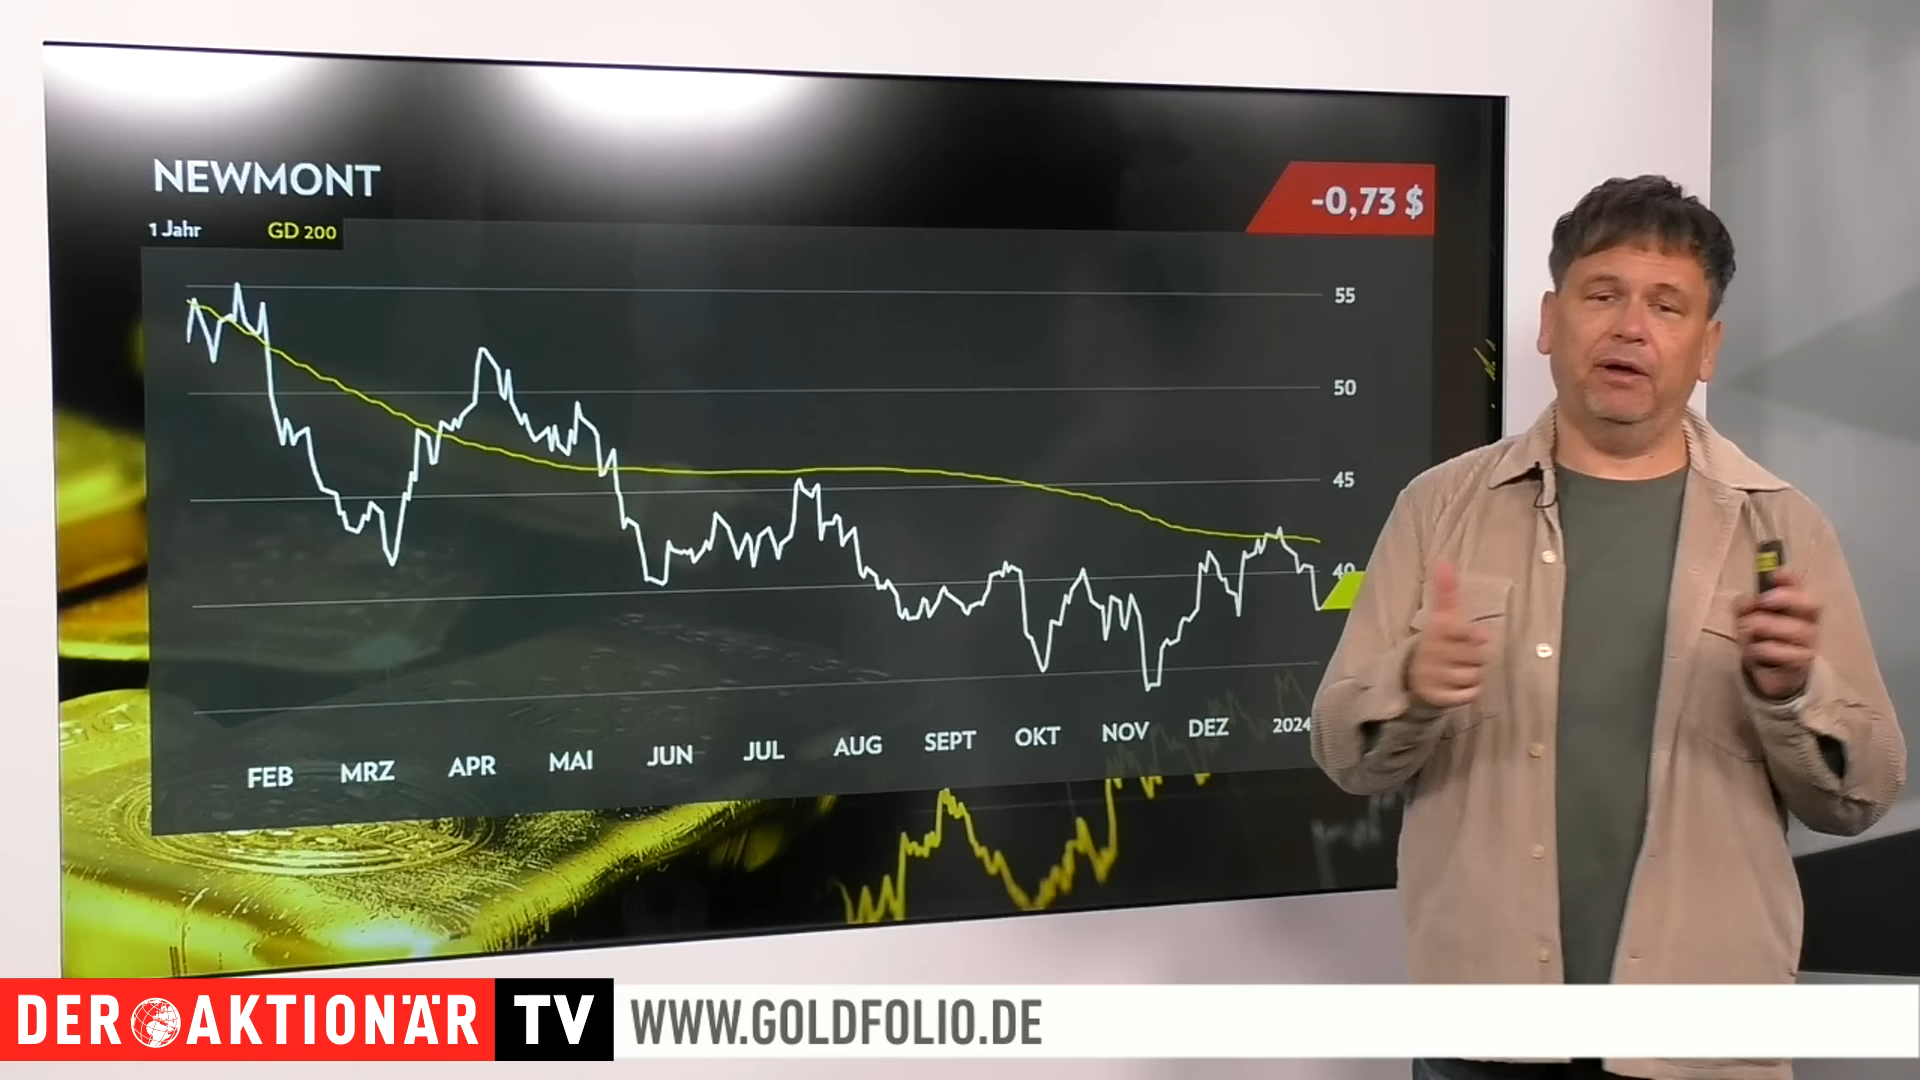 NEWMONT
-0,73 $
1 Jahr GD 200
55
50
45
40
FEB MRZ APR MAI JUN JUL AUG SEPT OKT NOV DEZ 2024
DER AKTIONÄR TV WWW.GOLDFOLIO.DE